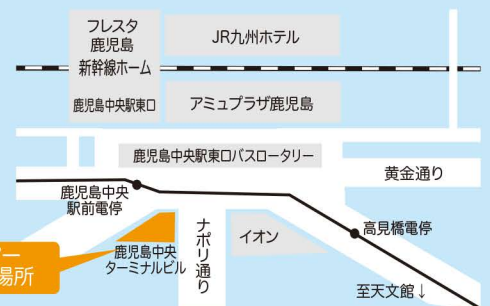 フレスタ
鹿児島
JR九州ホテル
新幹線ホーム
鹿児島中央駅東口
アミュプラザ鹿児島
鹿児島中央駅東口バスロータリー
黄金通り
鹿児島中央
駅前電停
高見橋電停
ナポリ通り
イオン
鹿児島中央
ターミナルビル
ー
場所
至天文館↓